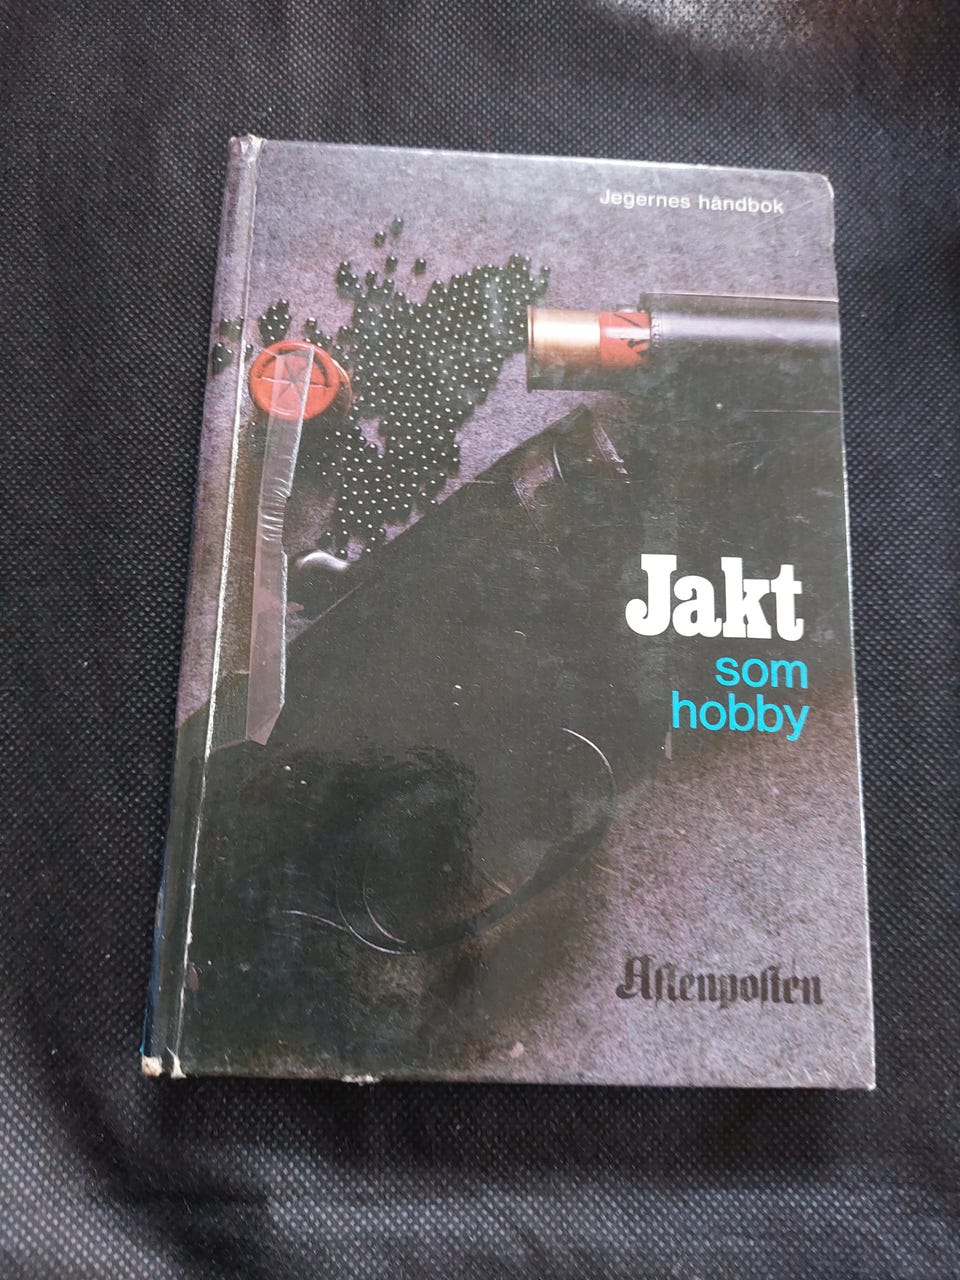 Jegernes håndbok
Jakt
som
hobby
Aftenposten